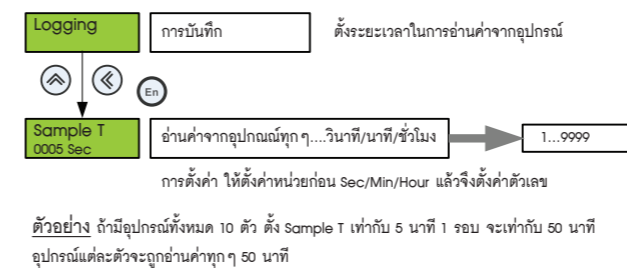 Logging การบันทึก ตั้งระยะเวลาในการอ่านค่าจากอุปกรณ์
En
Sample T อ่านค่าจากอุปกณณ์ทุก ๆ....วินาที/นาที/ชั่วโมง 1...9999
0005 Sec
การตั้งค่า ให้ตั้งค่าหน่วยก่อน Sec/Min/Hour แล้วจึงตั้งค่าตัวเลข
ตัวอย่าง ถ้ามีอุปกรณ์ทั้งหมด 10 ตัว ตั้ง Sample T เท่ากับ 5 นาที 1 รอบ จะเท่ากับ 50 นาที
อุปกรณ์แต่ละตัวจะถูกอ่านค่าทุก ๆ 50 นาที